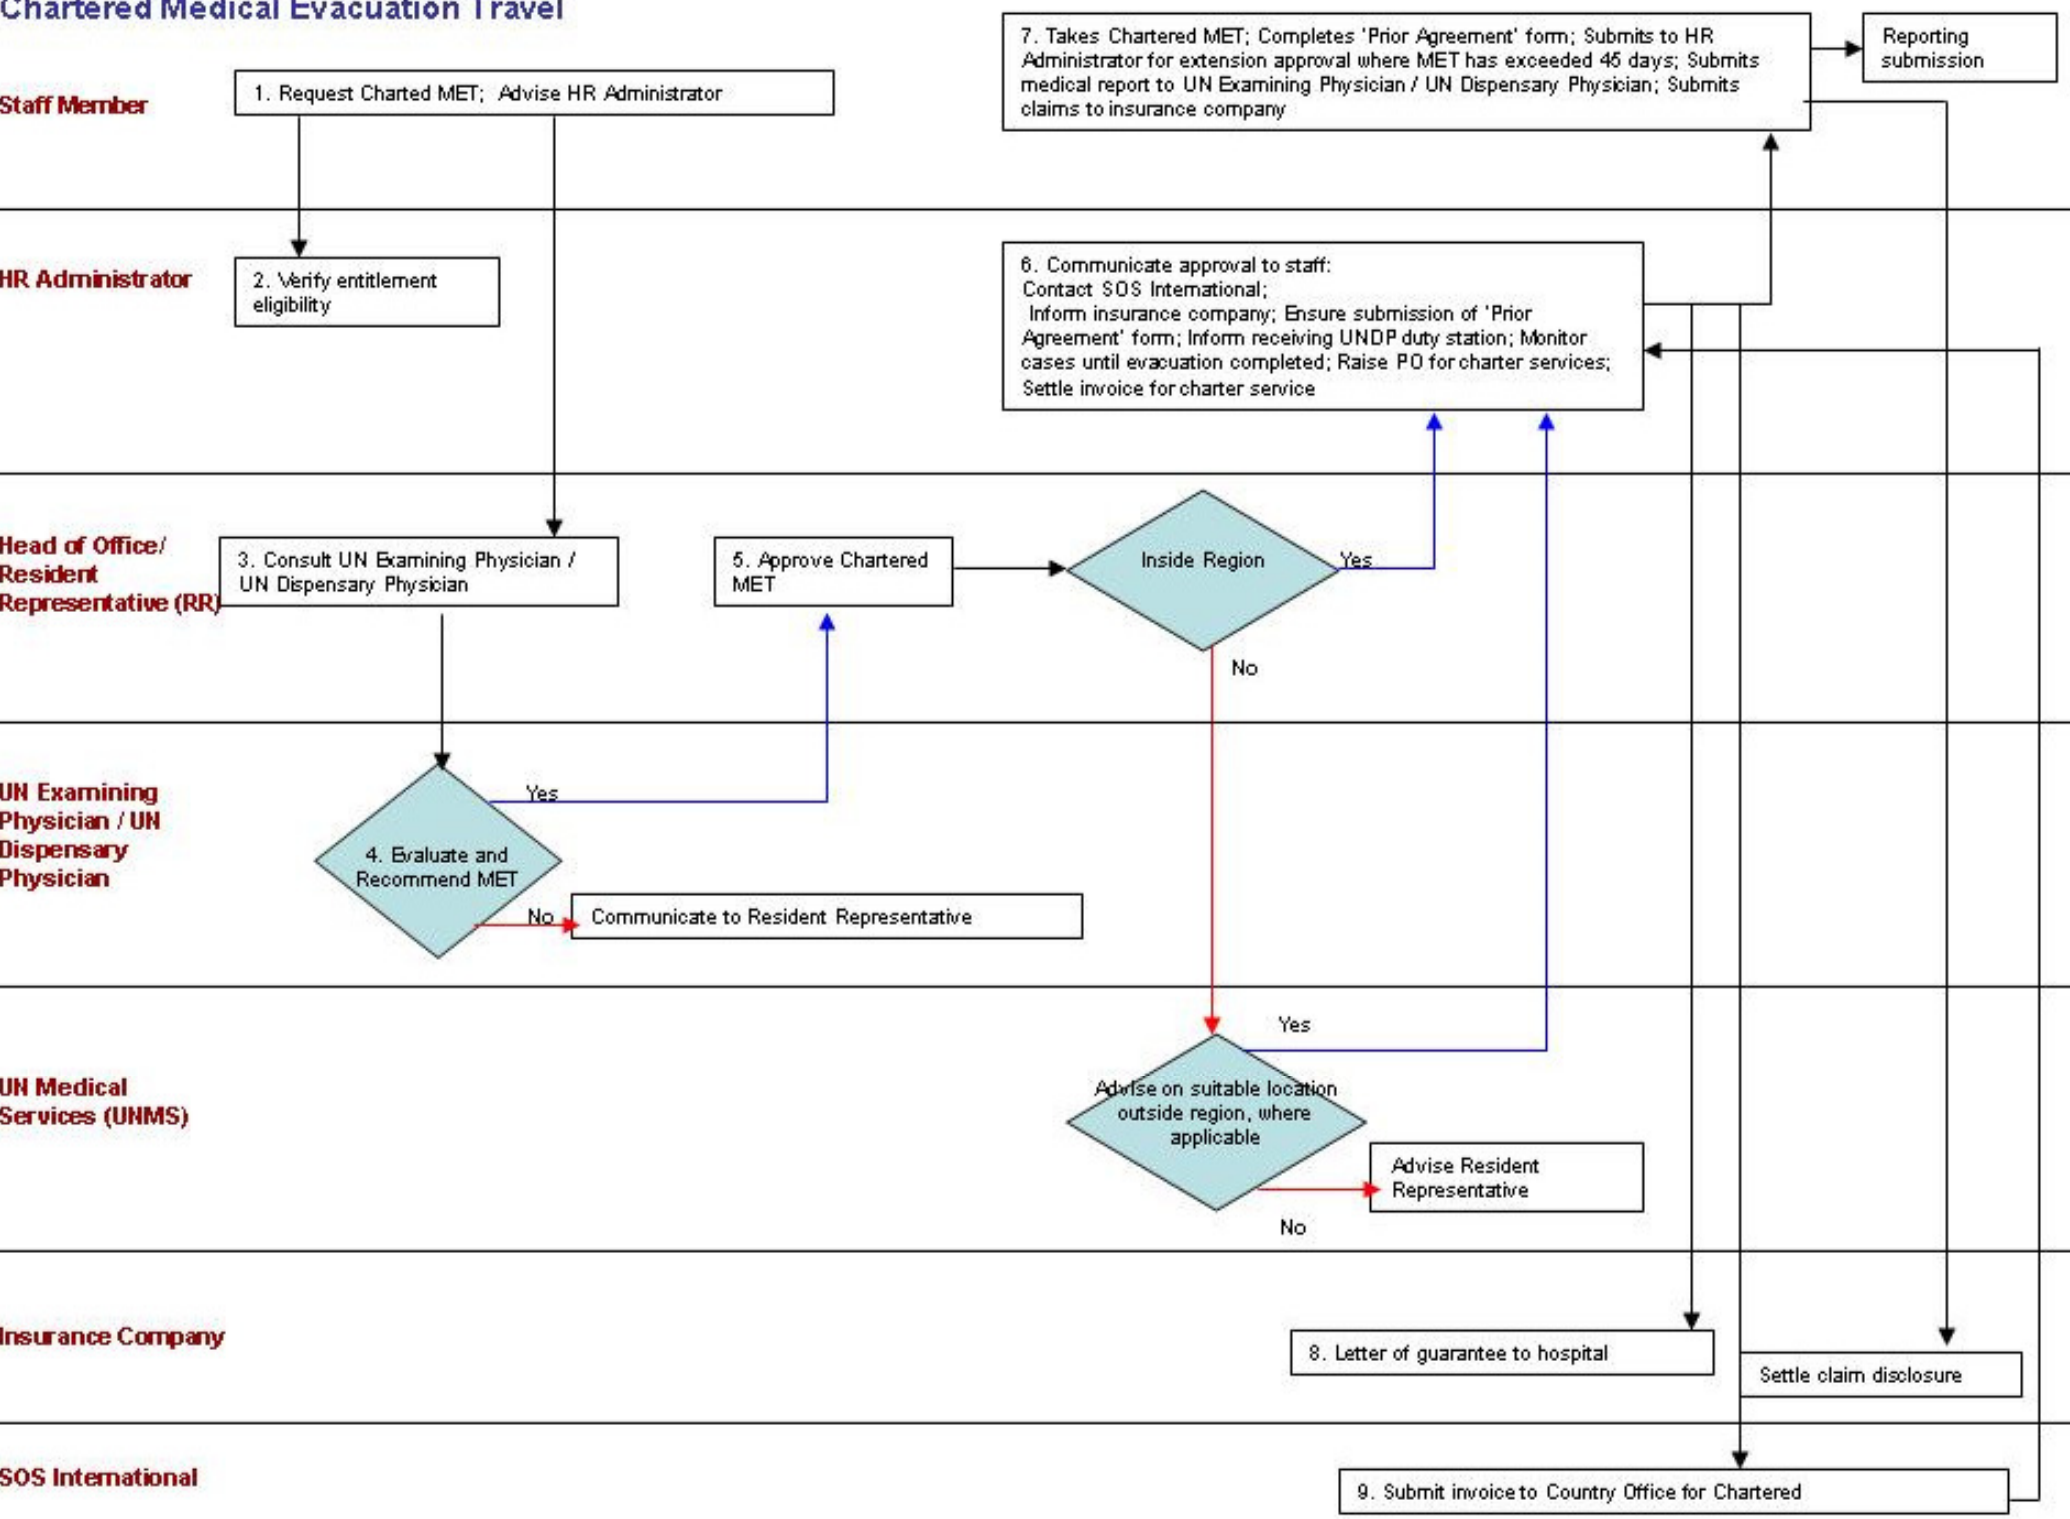 Chartered Medical Evacuation Travel
7. Takes Chartered MET; Completes 'Prior Agreement' form; Submits to HR
Administrator for extension approval where MET has exceeded 45 days; Submits
medical report to UN Examining Physician / UN Dispensary Physician; Submits
claims to insurance company
Reporting
submission
Staff Member
1. Request Charted MET; Advise HR Administrator
HR Administrator
2. Verify entitlement
eligibility
6. Communicate approval to staff:
Contact SOS International;
Inform insurance company; Ensure submission of 'Prior
Agreement' form; Inform receiving UNDP duty station; Monitor
cases until evacuation completed; Raise PO for charter services;
Settle invoice for charter service
Head of Office/
Resident
Representative (RR)
3. Consult UN Examining Physician /
UN Dispensary Physician
5. Approve Chartered
MET
Inside Region
Yes
No
UN Examining
Physician / UN
Dispensary
Physician
Yes
4. Evaluate and
Recommend MET
No
Communicate to Resident Representative
UN Medical
Services (UNMS)
Yes
Advise on suitable location
outside region, where
applicable
Advise Resident
Representative
No
Insurance Company
8. Letter of guarantee to hospital
Settle claim disclosure
SOS International
9. Submit invoice to Country Office for Chartered